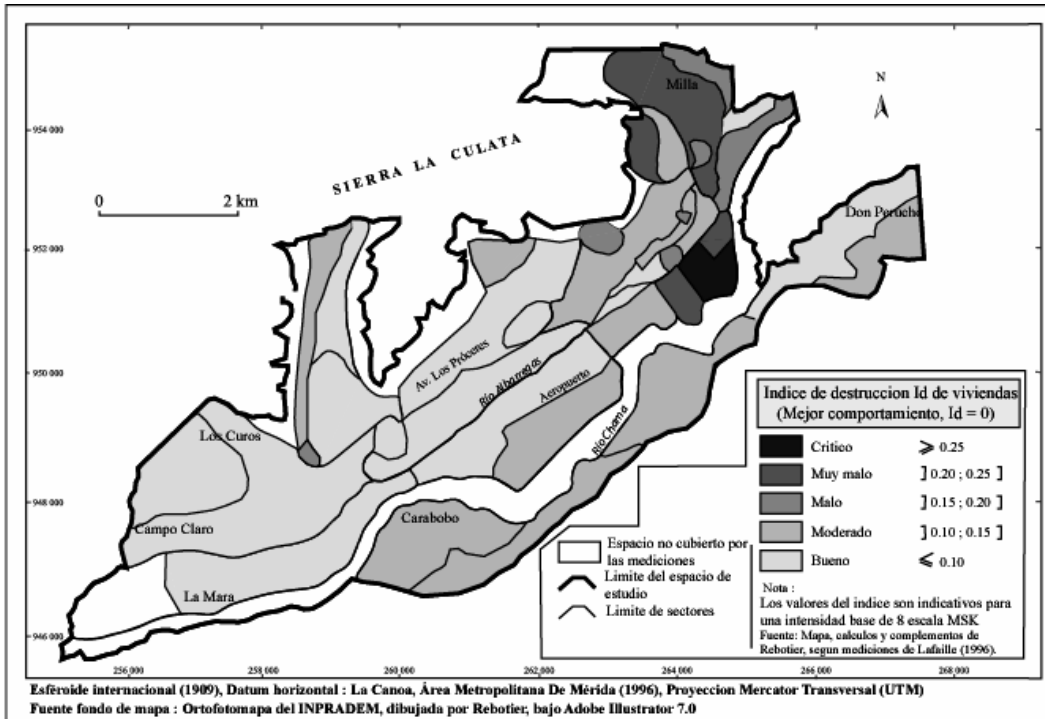 Milla
N
954 000
SIERRA LA CULATA
0 2 km
Don Peruche
952 000
Av. Los Próceres
Río Albarregas
950 000
Aeropuerto
Indice de destruccion Id de viviendas
(Mejor comportamiento, Id = 0)
Los Curos
Río Chama
Critico ⩾ 0.25
Muy malo ] 0.20 ; 0.25 ]
Malo ] 0.15 ; 0.20 ]
948 000
Carabobo
Campo Claro
Moderado ] 0.10 ; 0.15 ]
Espacio no cubierto por
las mediciones
Bueno ⩽ 0.10
Limite del espacio de
estudio
Limite de sectores
Nota :
Los valores del indice son indicativos para
una intensidad base de 8 escala MSK
Fuente: Mapa, calculos y complementos de
Rebotier, segun mediciones de Lafaille (1996).
La Mara
946 000
256 000 258 000 260 000 262 000 264 000 266 000 268 000
Esferoide internacional (1909), Datum horizontal : La Canoa, Área Metropolitana De Mérida (1996), Proyeccion Mercator Transversal (UTM)
Fuente fondo de mapa : Ortofotomapa del INPRADEM, dibujada por Rebotier, bajo Adobe Illustrator 7.0